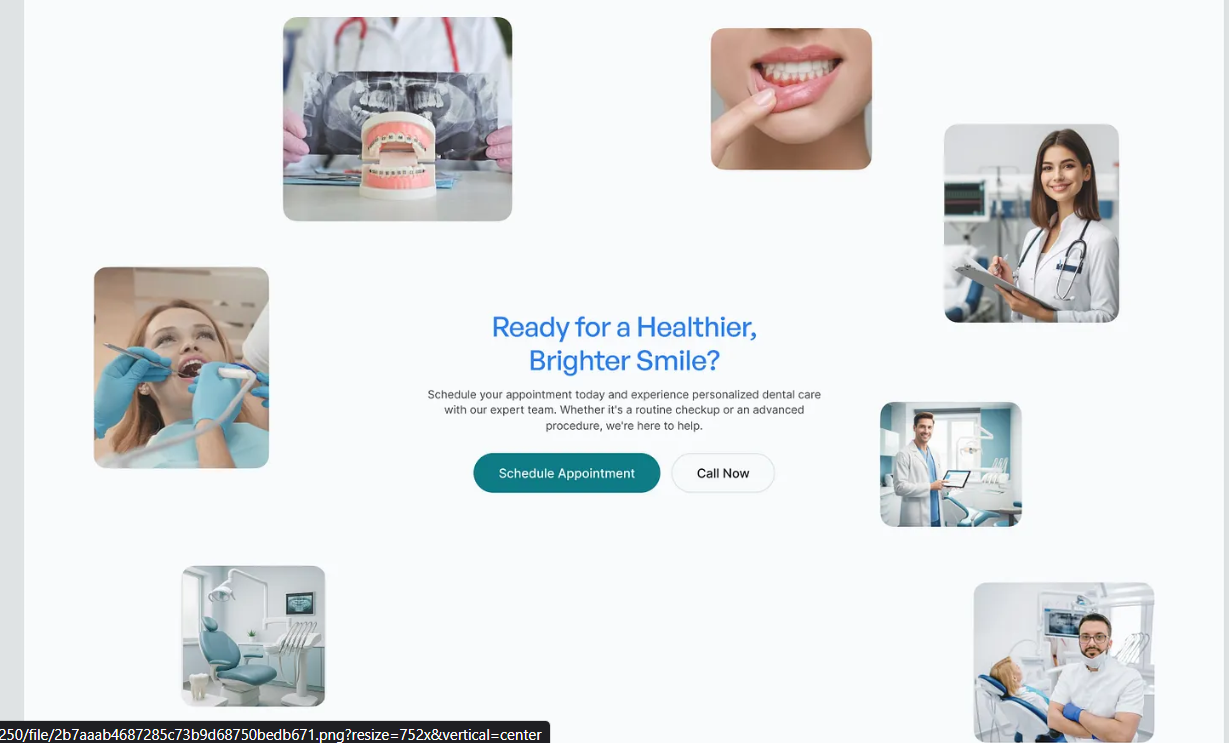 Ready for a Healthier,
Brighter Smile?
Schedule your appointment today and experience personalized dental care
with our expert team. Whether it's a routine checkup or an advanced
procedure, we're here to help.
Schedule Appointment
Call Now
250/file/2b7aaab4687285c73b9d68750bedb671.png?resize=752x&vertical=center